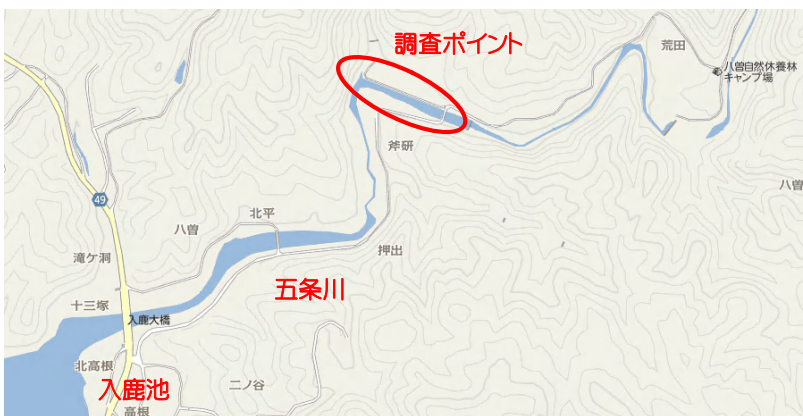 調査ポイント
荒田
八曽自然休養林
キャンプ場
斧研
八曽
49
北平
八曽
押出
滝ケ洞
五条川
十三塚
入鹿大橋
北高根
入鹿池
二ノ谷
高根